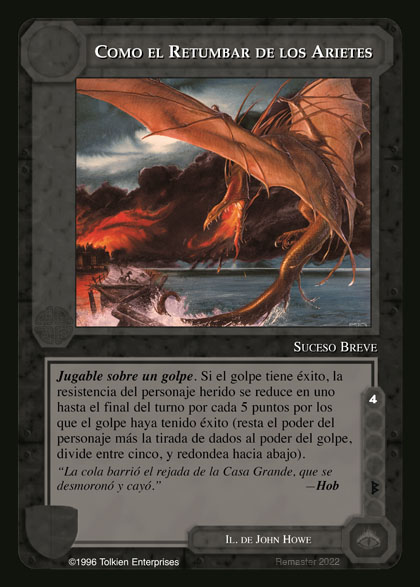 Como el Retumbar de los Arietes
Suceso Breve
Jugable sobre un golpe. Si el golpe tiene éxito, la
resistencia del personaje herido se reduce en uno
hasta el final del turno por cada 5 puntos por los
que el golpe haya tenido éxito (resta el poder del
personaje más la tirada de dados al poder del golpe,
divide entre cinco, y redondea hacia abajo).
“La cola barrió el rejada de la Casa Grande, que se
desmoronó y cayó.” —Hob
4
Il. de John Howe
©1996 Tolkien Enterprises
Remaster 2022